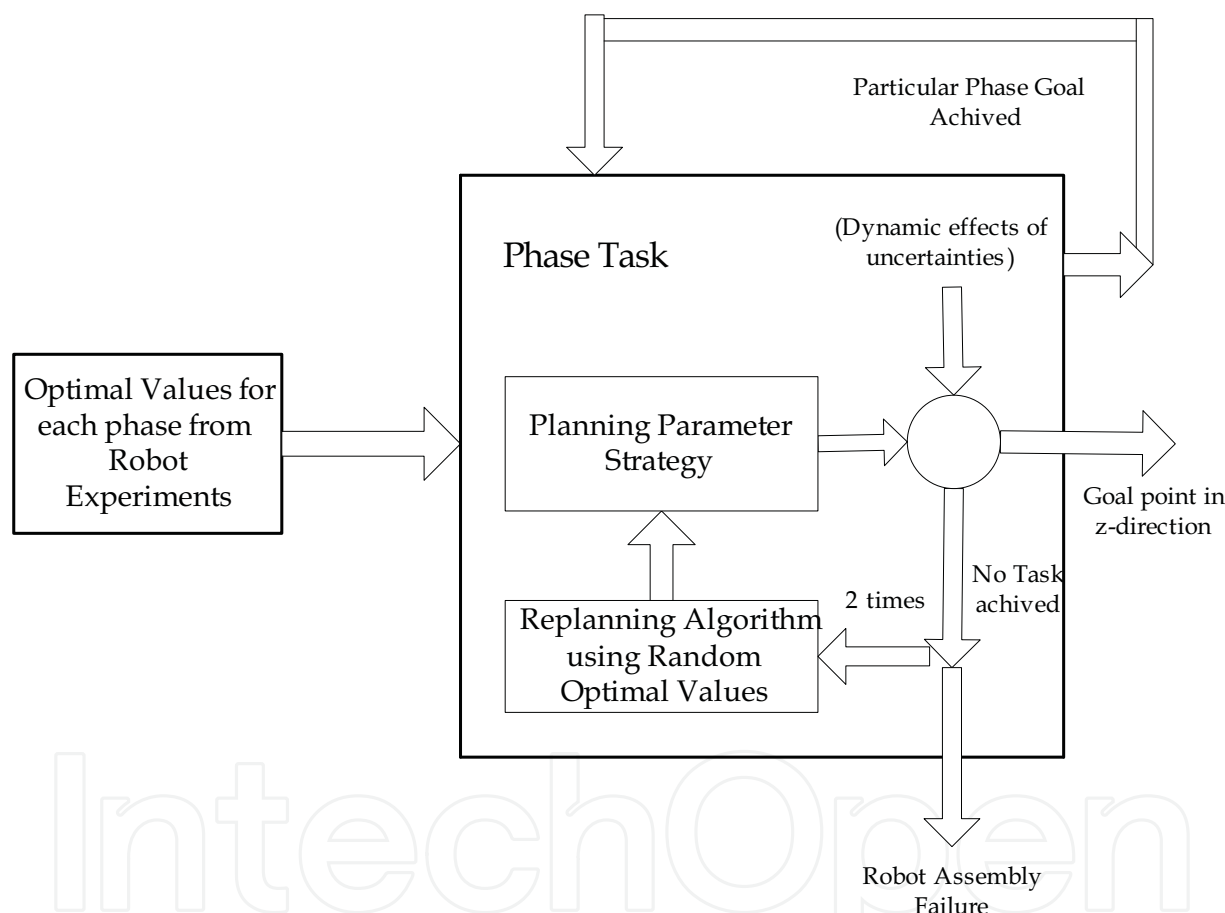 Particular Phase Goal
Achived
(Dynamic effects of
uncertainties)
Phase Task
Optimal Values for
each phase from
Robot
Experiments
Planning Parameter
Strategy
Goal point in
z-direction
No Task
achived
2 times
Replanning Algorithm
using Random
Optimal Values
Robot Assembly
Failure
IntechOpen